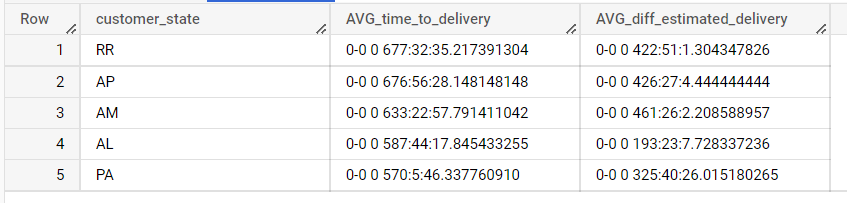 Row customer_state AVG_time_to_delivery AVG_diff_estimated_delivery
1 RR 0-0 0 677:32:35.217391304 0-0 0 422:51:1.304347826
2 AP 0-0 0 676:56:28.148148148 0-0 0 426:27:4.444444444
3 AM 0-0 0 633:22:57.791411042 0-0 0 461:26:2.208588957
4 AL 0-0 0 587:44:17.845433255 0-0 0 193:23:7.728337236
5 PA 0-0 0 570:5:46.337760910 0-0 0 325:40:26.015180265